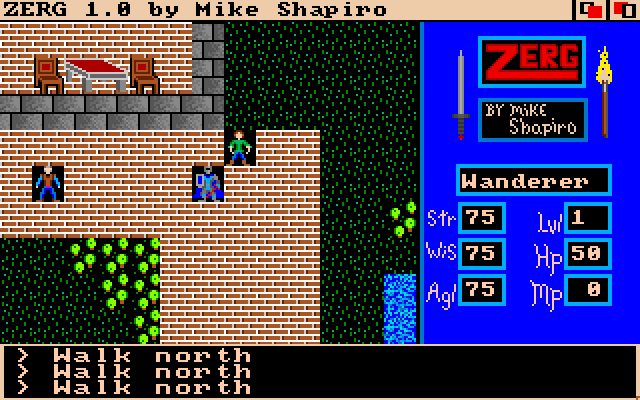 ZERG 1.0 by Mike Shapiro
ZERG
BY MiKE
Shapiro
Wanderer
Str 75
Lvl 1
WiS 75
Hp 50
Agl 75
Mp 0
> Walk north
> Walk north
> Walk north